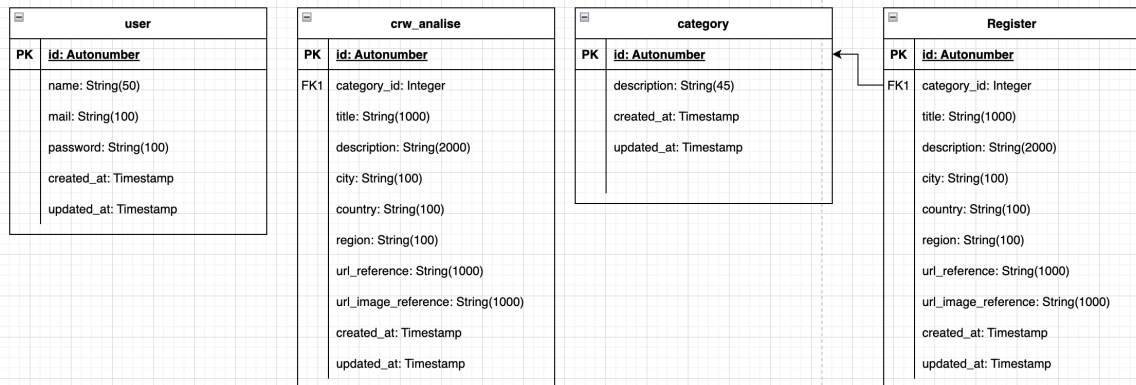 user
PK id: Autonumber
name: String(50)
mail: String(100)
password: String(100)
created_at: Timestamp
updated_at: Timestamp
crw_analise
PK id: Autonumber
FK1 category_id: Integer
title: String(1000)
description: String(2000)
city: String(100)
country: String(100)
region: String(100)
url_reference: String(1000)
url_image_reference: String(1000)
created_at: Timestamp
updated_at: Timestamp
category
PK id: Autonumber
description: String(45)
created_at: Timestamp
updated_at: Timestamp
Register
PK id: Autonumber
FK1 category_id: Integer
title: String(1000)
description: String(2000)
city: String(100)
country: String(100)
region: String(100)
url_reference: String(1000)
url_image_reference: String(1000)
created_at: Timestamp
updated_at: Timestamp